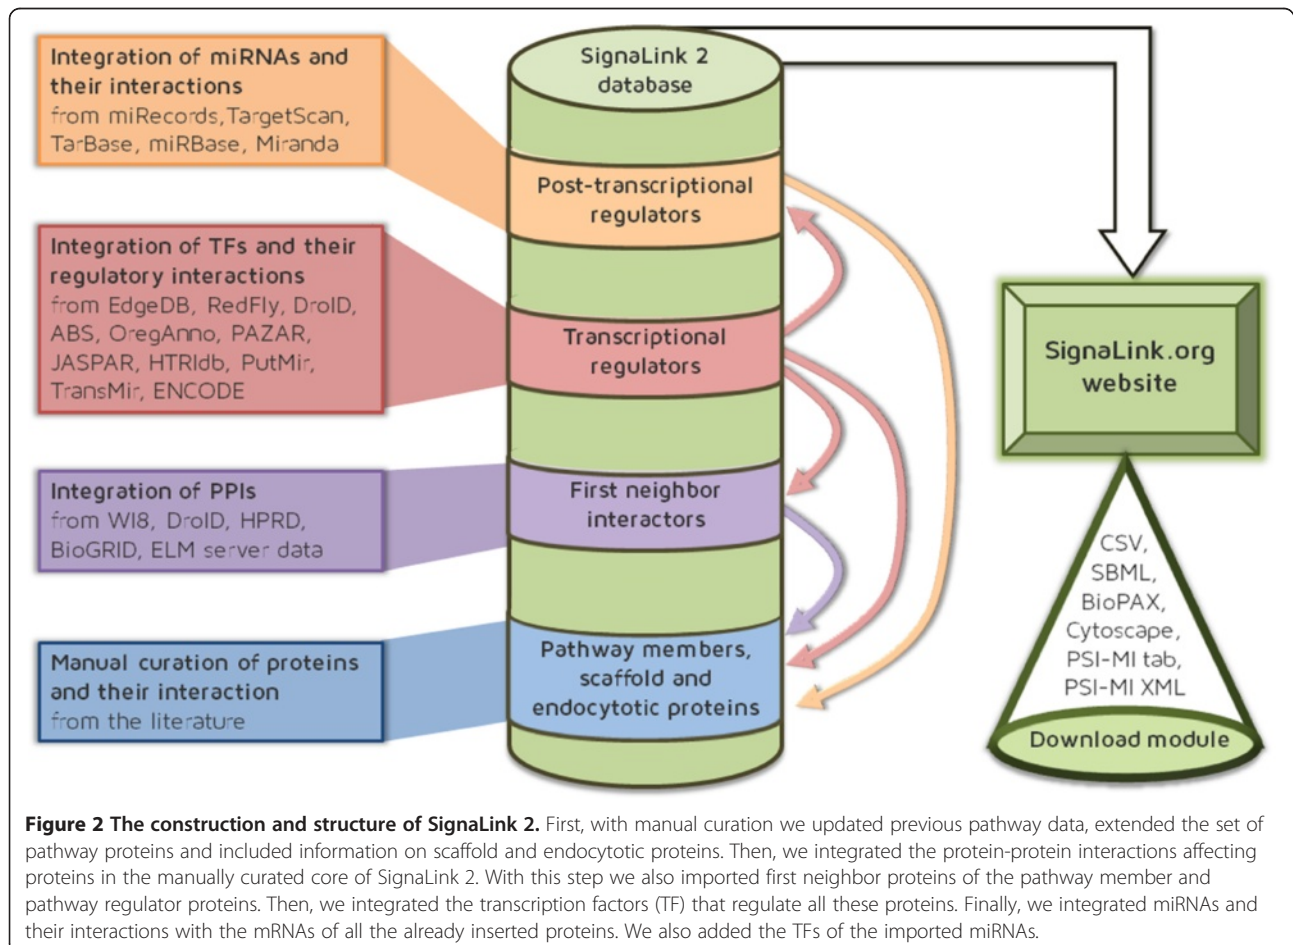 Integration of miRNAs and
their interactions
from miRecords,TargetScan,
TarBase, miRBase, Miranda
Integration of TFs and their
regulatory interactions
from EdgeDB, RedFly, DroID,
ABS, OregAnno, PAZAR,
JASPAR, HTRIdb, PutMir,
TransMir, ENCODE
Integration of PPIs
from WI8, DroID, HPRD,
BioGRID, ELM server data
Manual curation of proteins
and their interaction
from the literature
SignaLink 2
database
Post-transcriptional
regulators
Transcriptional
regulators
First neighbor
interactors
Pathway members,
scaffold and
endocytotic proteins
SignaLink.org
website
CSV,
SBML,
BioPAX,
Cytoscape,
PSI-MI tab,
PSI-MI XML
Download module
Figure 2 The construction and structure of SignaLink 2. First, with manual curation we updated previous pathway data, extended the set of
pathway proteins and included information on scaffold and endocytotic proteins. Then, we integrated the protein-protein interactions affecting
proteins in the manually curated core of SignaLink 2. With this step we also imported first neighbor proteins of the pathway member and
pathway regulator proteins. Then, we integrated the transcription factors (TF) that regulate all these proteins. Finally, we integrated miRNAs and
their interactions with the mRNAs of all the already inserted proteins. We also added the TFs of the imported miRNAs.